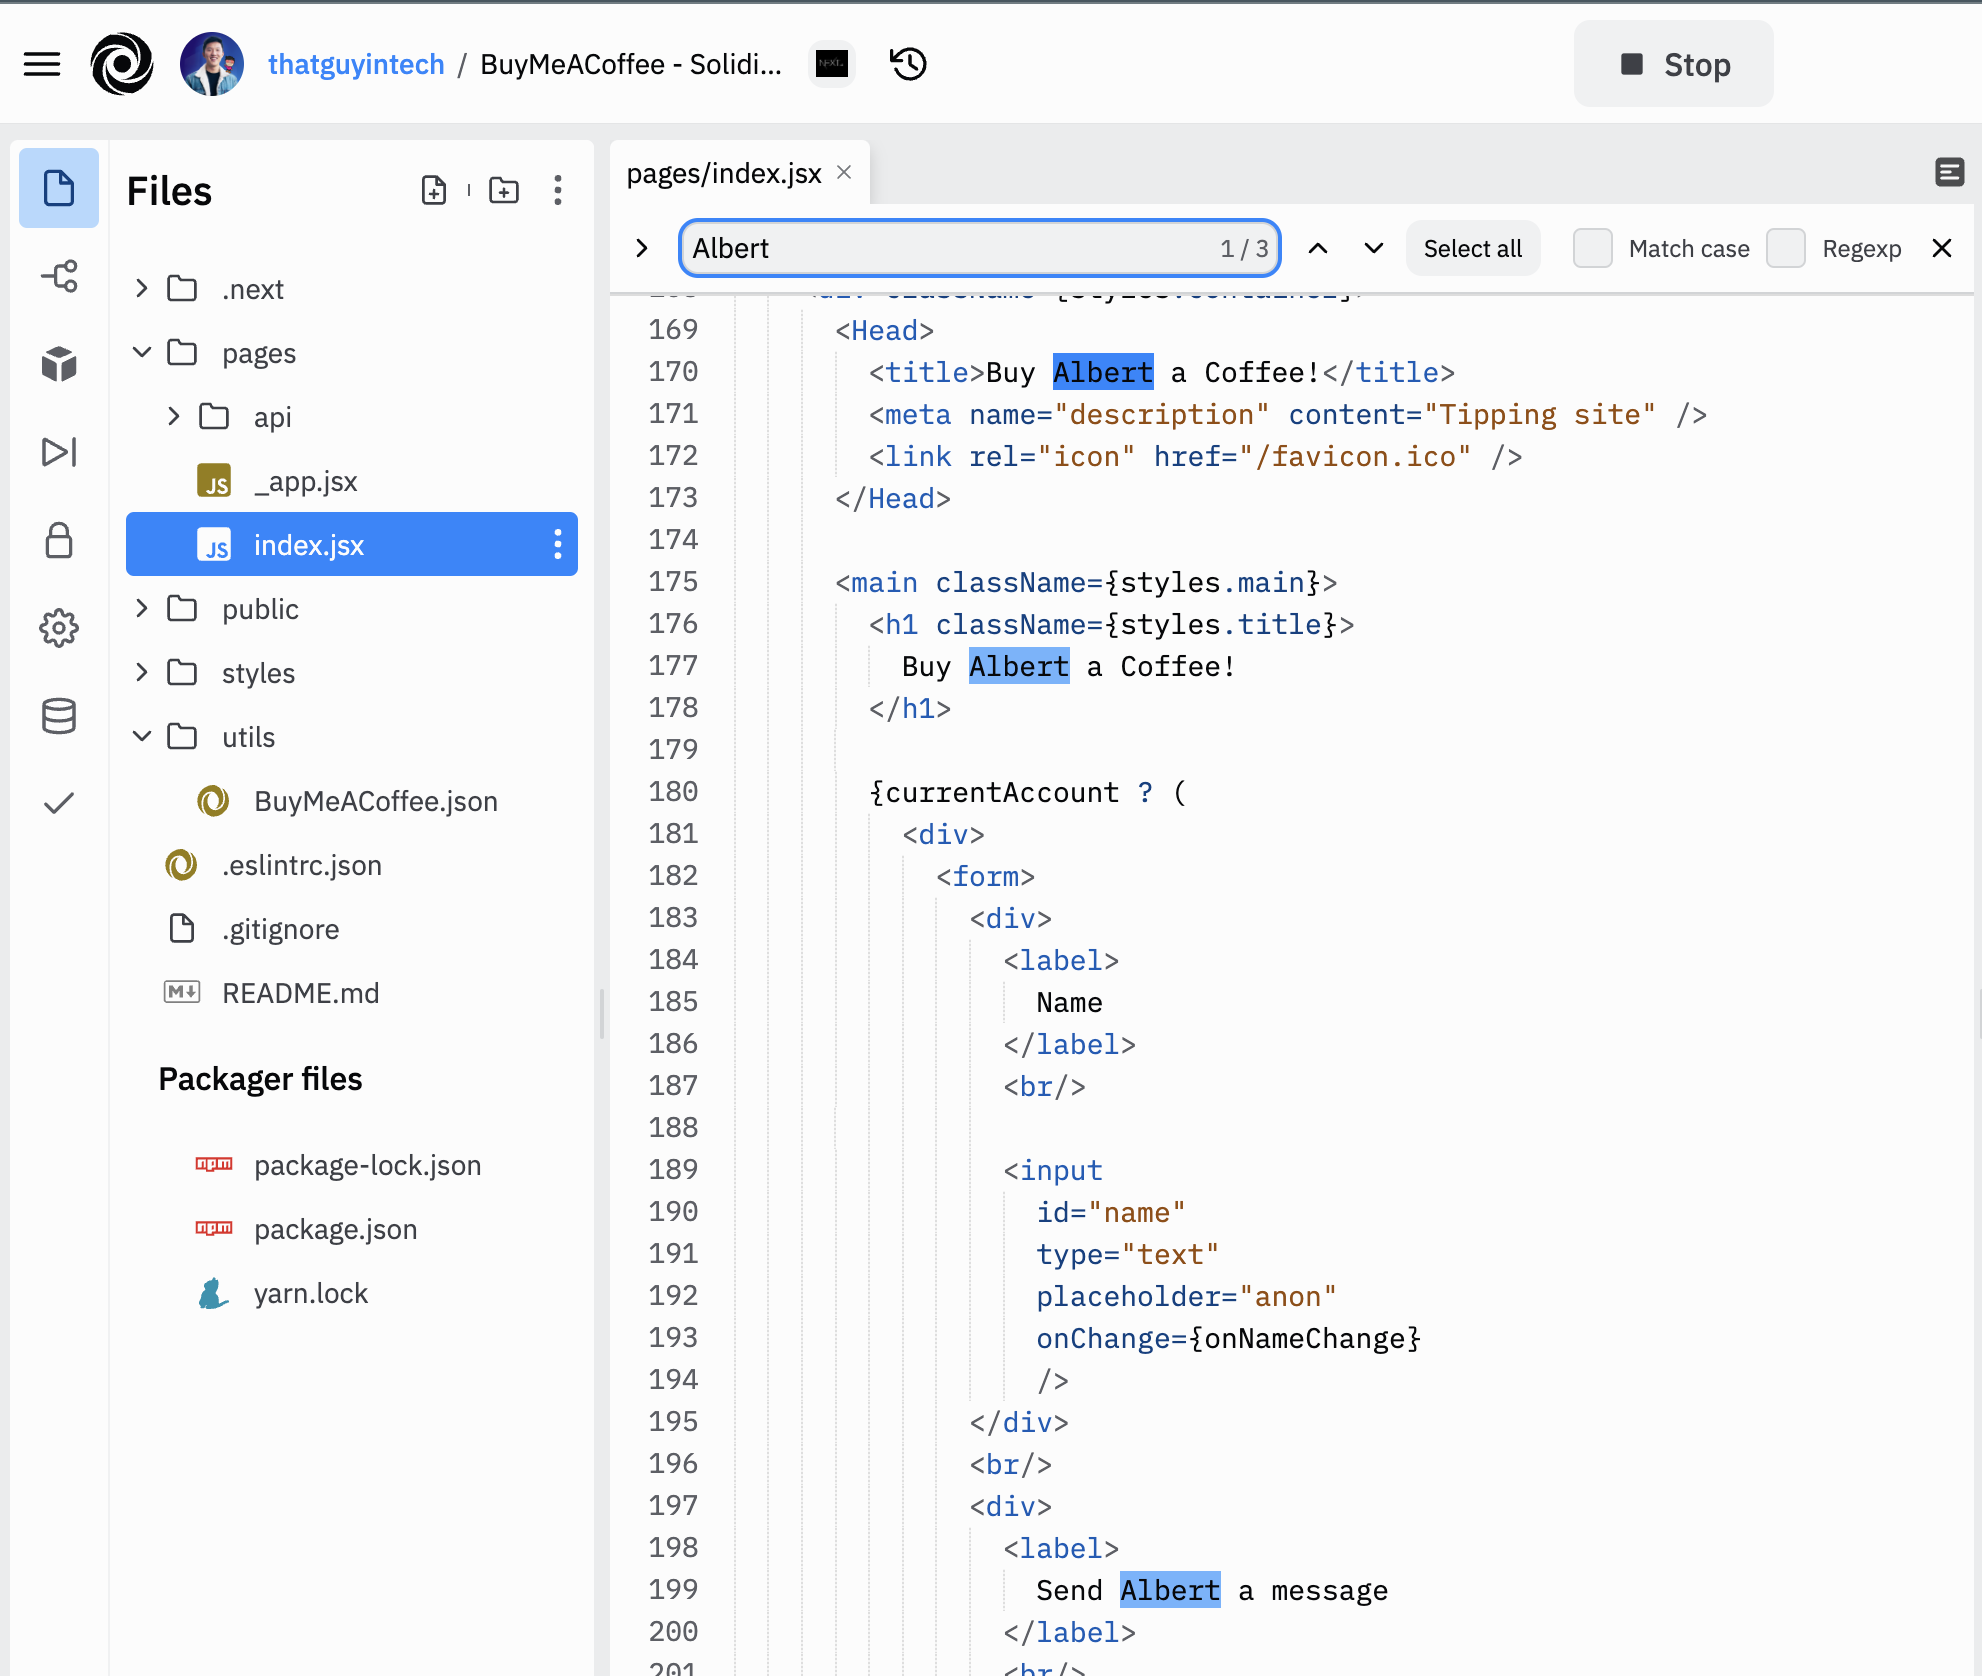 thatguyintech / BuyMeACoffee - Solidi...
NEXT.
Stop
Files
.next
pages
api
JS _app.jsx
JS index.jsx
public
styles
utils
BuyMeACoffee.json
.eslintrc.json
.gitignore
M README.md
Packager files
npm package-lock.json
npm package.json
yarn.lock
pages/index.jsx
Albert 1 / 3 Select all Match case Regexp
169 <Head>
170 <title>Buy Albert a Coffee!</title>
171 <meta name="description" content="Tipping site" />
172 <link rel="icon" href="/favicon.ico" />
173 </Head>
174
175 <main className={styles.main}>
176 <h1 className={styles.title}>
177 Buy Albert a Coffee!
178 </h1>
179
180 {currentAccount ? (
181 <div>
182 <form>
183 <div>
184 <label>
185 Name
186 </label>
187 <br/>
188
189 <input
190 id="name"
191 type="text"
192 placeholder="anon"
193 onChange={onNameChange}
194 />
195 </div>
196 <br/>
197 <div>
198 <label>
199 Send Albert a message
200 </label>
201 <br/>